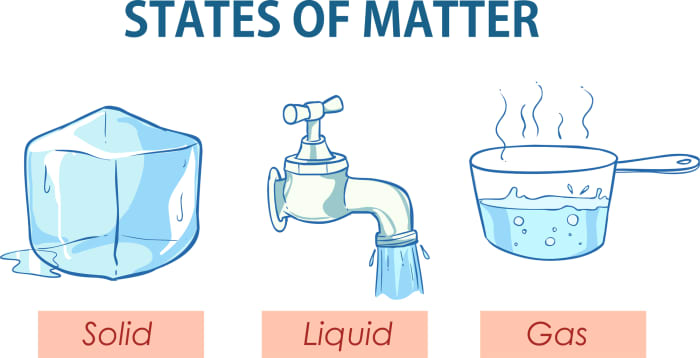 STATES OF MATTER
Solid
Liquid
Gas